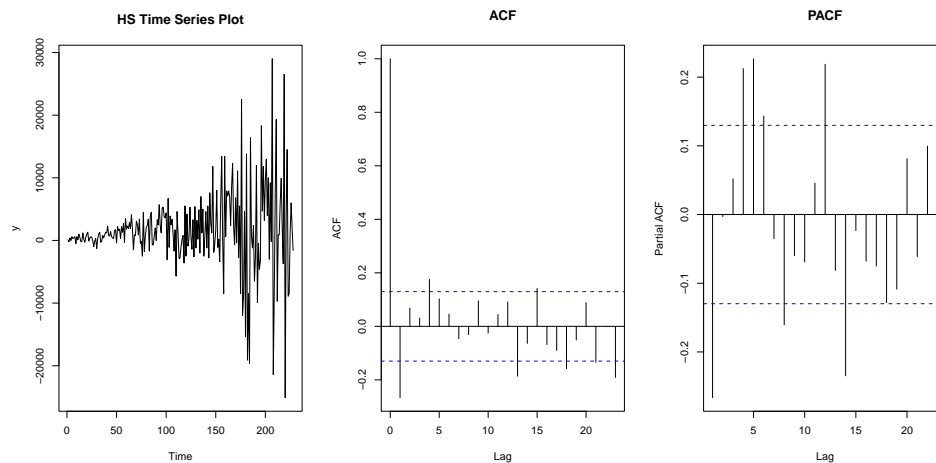 HS Time Series Plot
y
30000
20000
10000
0
−10000
−20000
0 50 100 150 200
Time
ACF
ACF
1.0
0.8
0.6
0.4
0.2
0.0
−0.2
0 5 10 15 20
Lag
PACF
Partial ACF
0.2
0.1
0.0
−0.1
−0.2
5 10 15 20
Lag